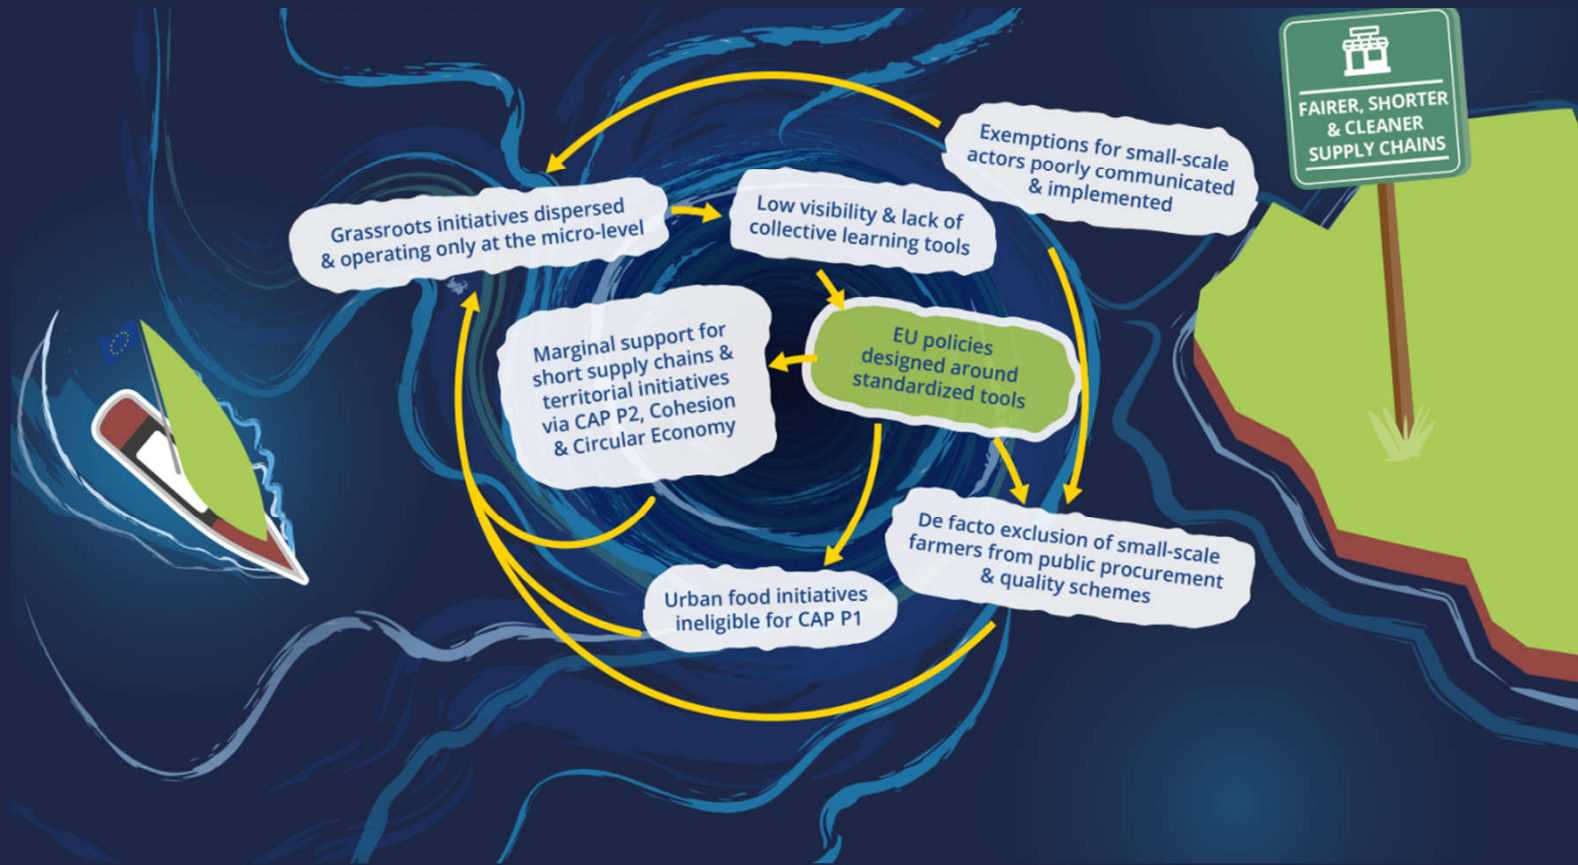 FAIRER, SHORTER
& CLEANER
SUPPLY CHAINS
Exemptions for small-scale
actors poorly communicated
& implemented
Grassroots initiatives dispersed
& operating only at the micro-level
Low visibility & lack of
collective learning tools
EU policies
designed around
standardized tools
Marginal support for
short supply chains &
territorial initiatives
via CAP P2, Cohesion
& Circular Economy
De facto exclusion of small-scale
farmers from public procurement
& quality schemes
Urban food initiatives
ineligible for CAP P1